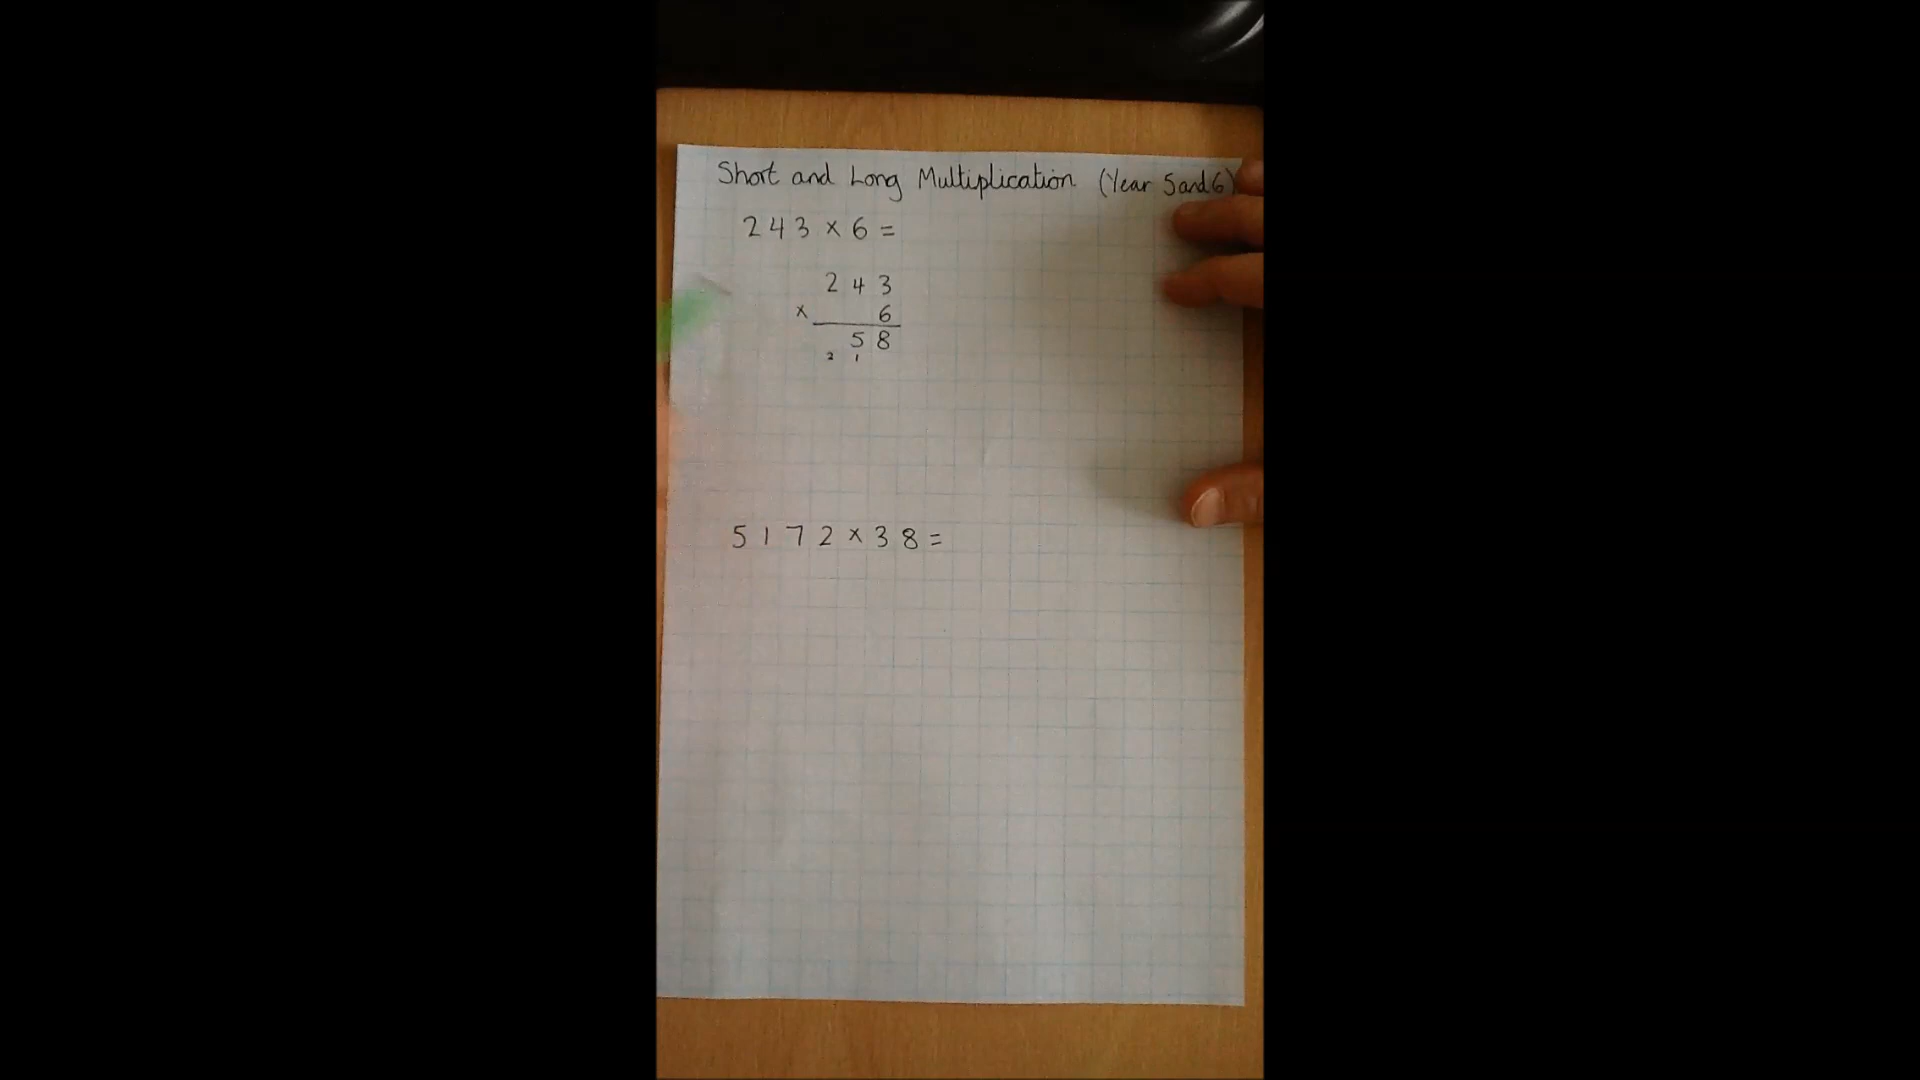 Short and Long Multiplication (Year 5 and 6)
243 × 6 =
243
× 6
58
2 1
5172 × 38 =